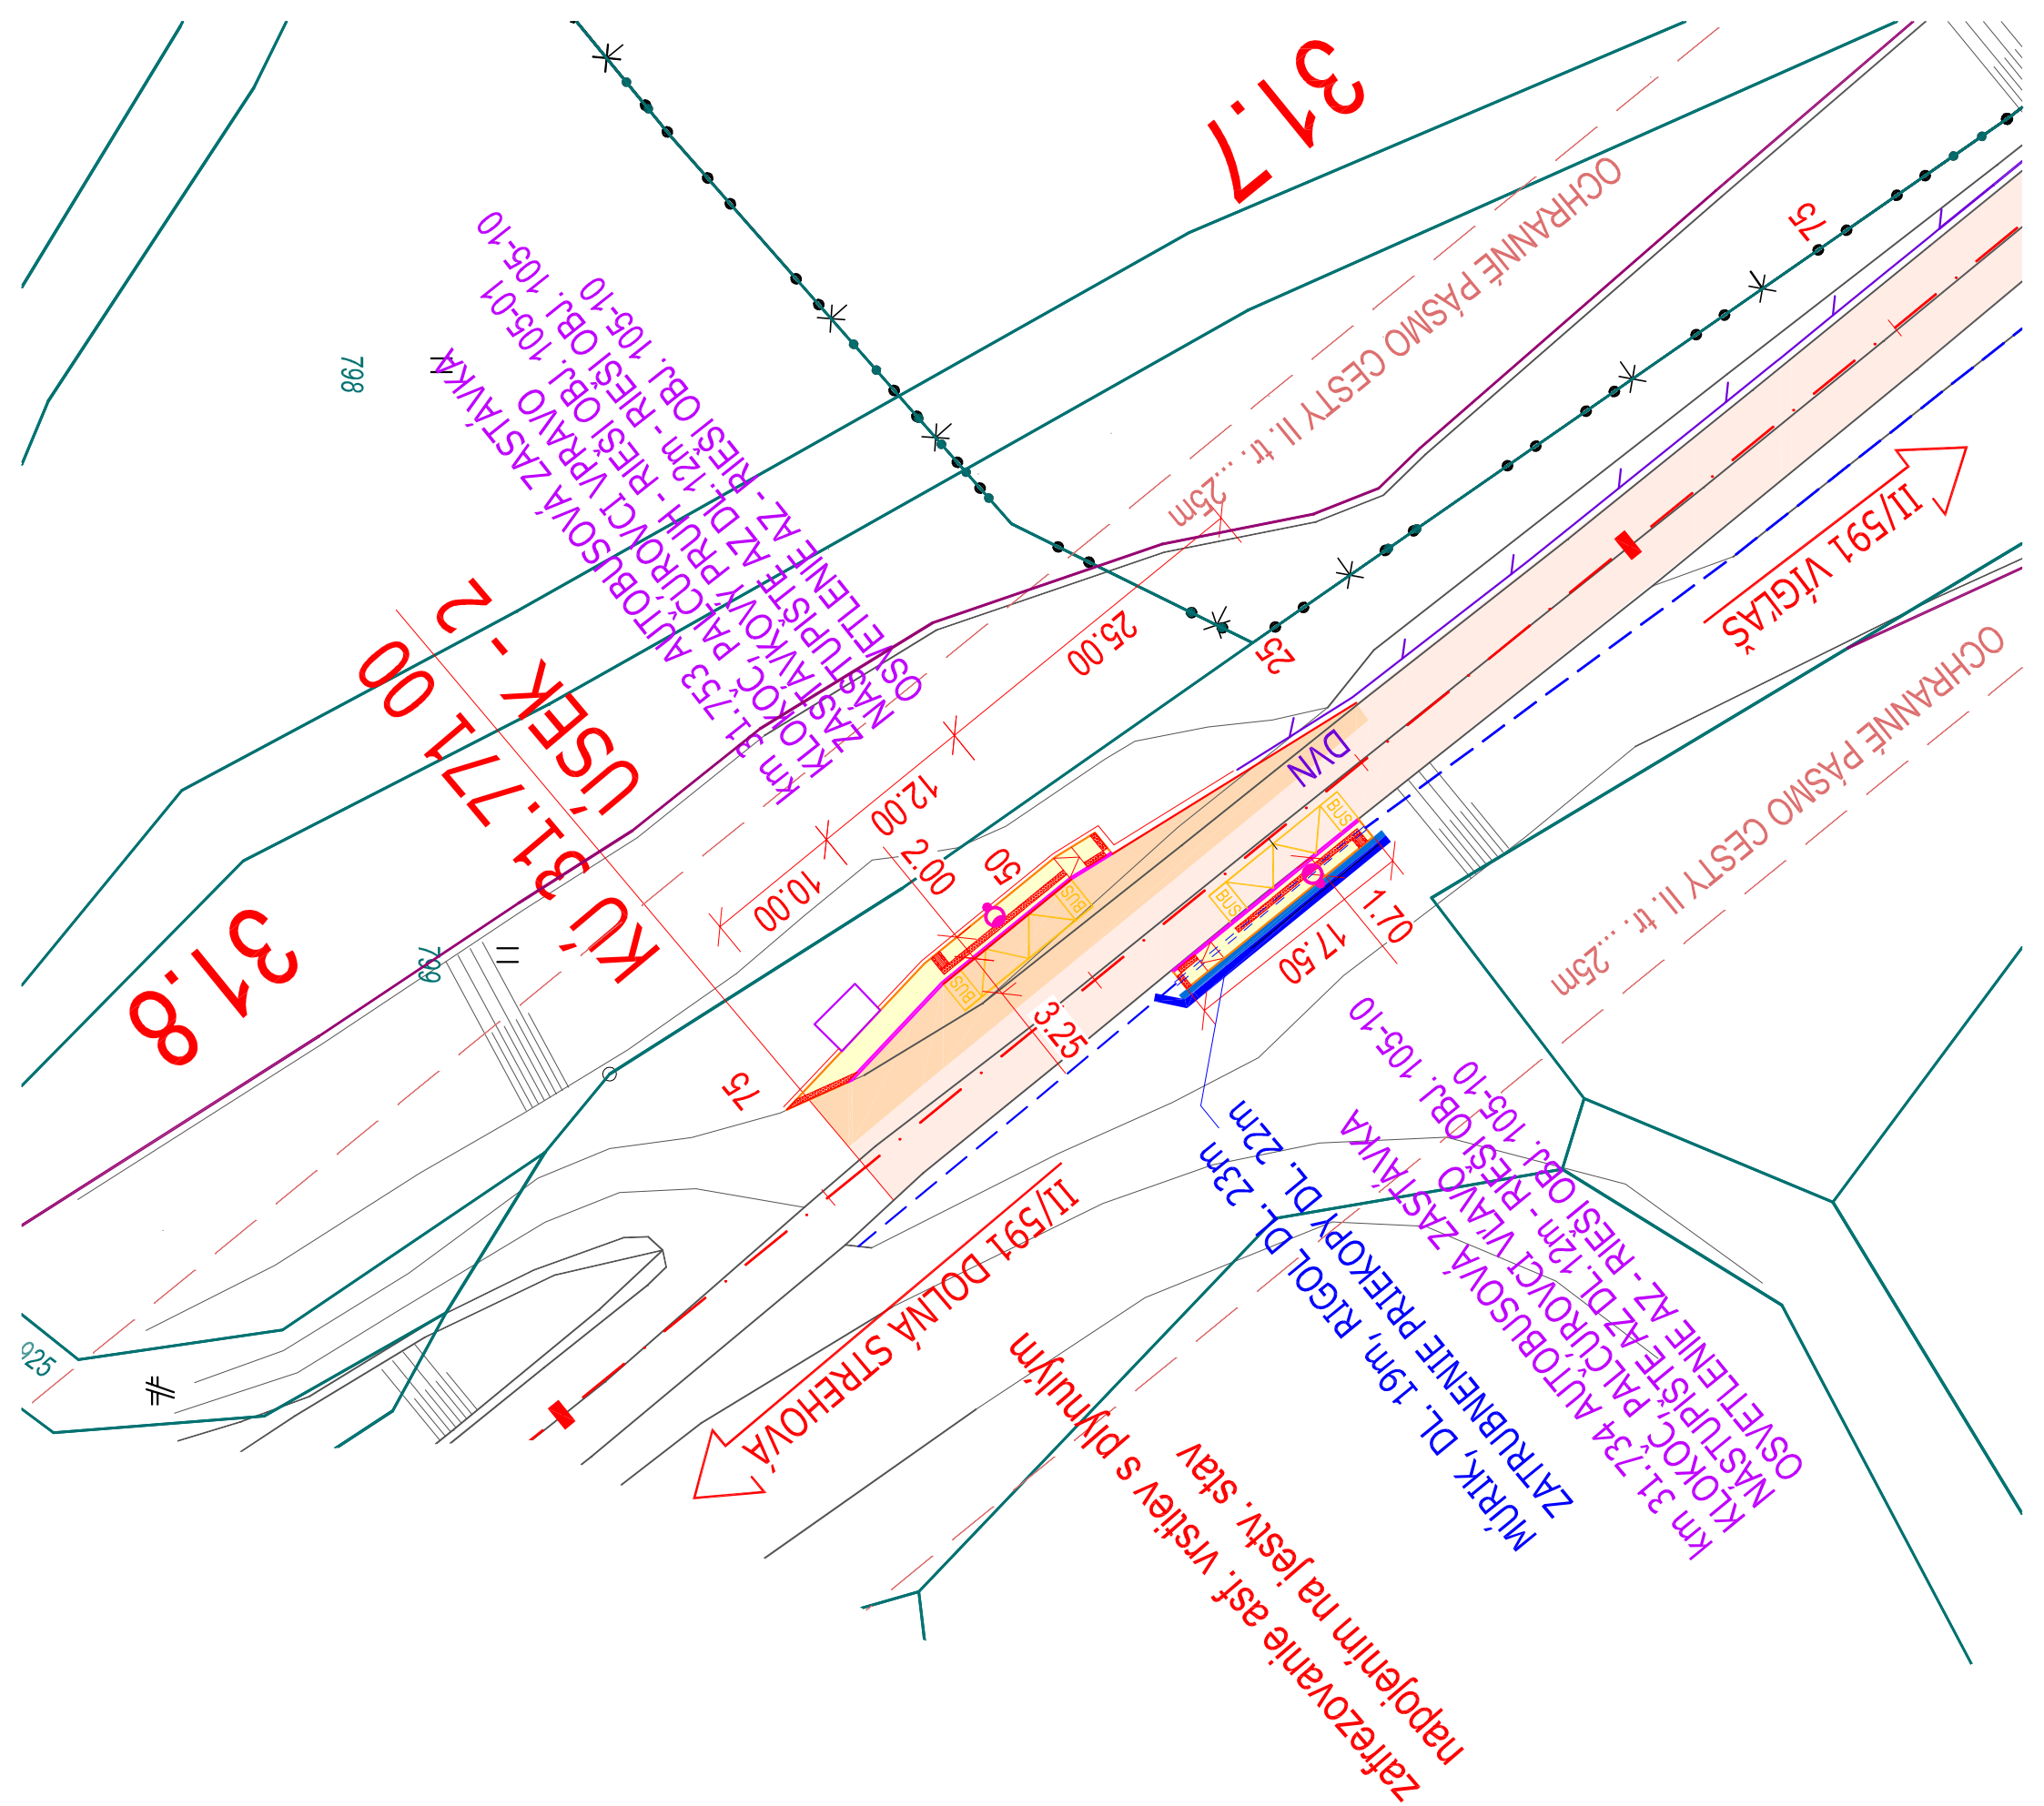 31.7
31.8
KÚ 31.771 00
ÚSEK - 2
km 31.753 AUTOBUSOVÁ ZASTÁVKA
KLOKOČ, PALČÚROVCI VPRAVO
ZASTÁVKOVÝ PRUH - RIEŠI OBJ. 105-01
NÁSTUPIŠTE AZ DL.12m - RIEŠI OBJ. 105-10
OSVETLENIE AZ - RIEŠI OBJ. 105-10
OCHRANNÉ PÁSMO CESTY II. tr. ...25m
75
25
50
75
25.00
12.00
10.00
2.00
3.25
17.50
1.70
DVN
BUS
BUS
BUS
BUS
II/591 VÍGĽAŠ
OCHRANNÉ PÁSMO CESTY II. tr. ...25m
II/591 DOLNÁ STREHOVÁ
km 31.734 AUTOBUSOVÁ ZASTÁVKA
KLOKOČ, PALČÚROVCI VĽAVO
NÁSTUPIŠTE AZ DL.12m - RIEŠI OBJ. 105-10
OSVETLENIE AZ - RIEŠI OBJ. 105-10
MÚRIK, DL. 19m, RIGOL DL. 23m
ZATRUBNENIE PRIEKOPY DL. 22m
zafrezovanie asf. vrstiev s plynulým
napojením na jestv. stav
798
799
925